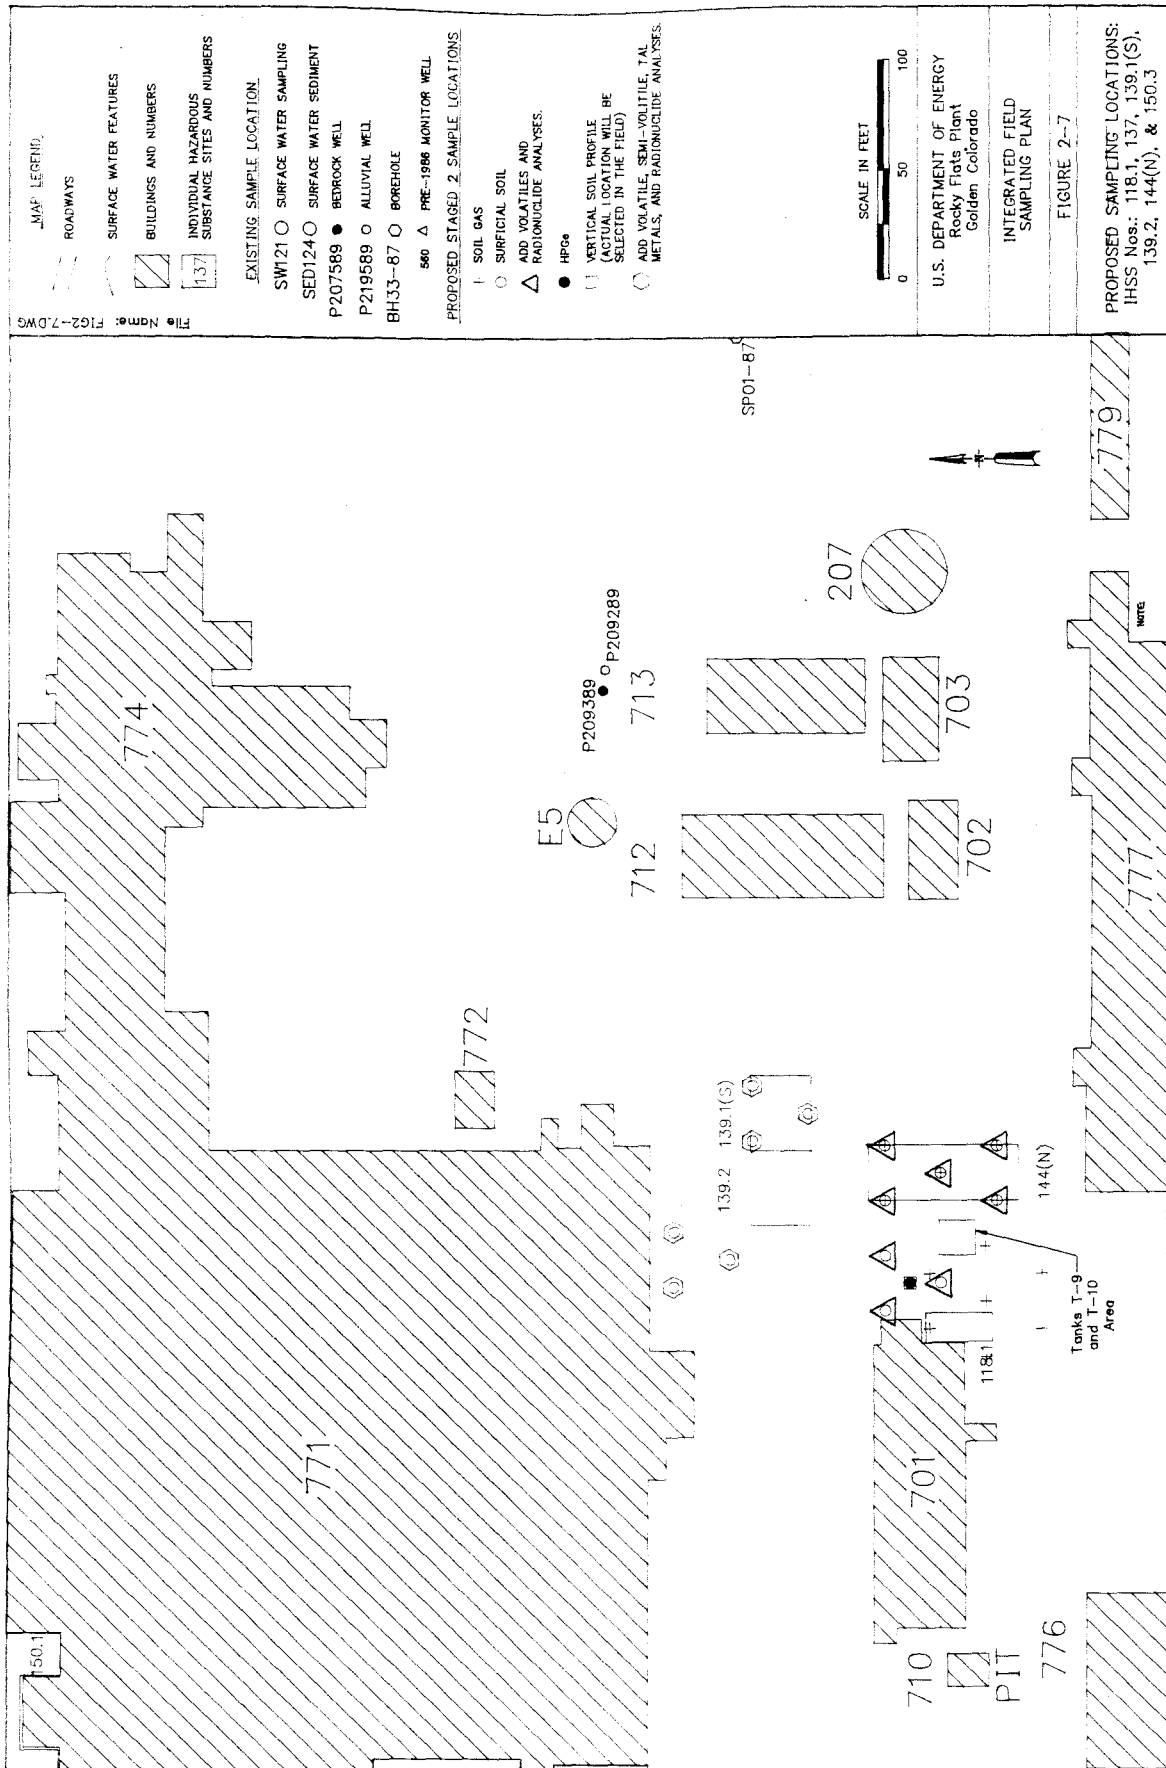 MAP LEGEND
ROADWAYS
SURFACE WATER FEATURES
BUILDINGS AND NUMBERS
137
INDIVIDUAL HAZARDOUS
SUBSTANCE SITES AND NUMBERS
EXISTING SAMPLE LOCATION
SW121 SURFACE WATER SAMPLING
SED124 SURFACE WATER SEDIMENT
P207589 BEDROCK WELL
P219589 ALLUVIAL WELL
BH33-87 BOREHOLE
560 PRE-1986 MONITOR WELL
PROPOSED STAGED 2 SAMPLE LOCATIONS
SOIL GAS
SURFICIAL SOIL
ADD VOLATILES AND
RADIONUCLIDE ANALYSES.
HPGe
VERTICAL SOIL PROFILE
(ACTUAL LOCATION WILL BE
SELECTED IN THE FIELD)
ADD VOLATILE, SEMI-VOLITILE, TAL
METALS, AND RADIONUCLIDE ANALYSES.
SCALE IN FEET
0 50 100
U.S. DEPARTMENT OF ENERGY
Rocky Flats Plant
Golden Colorado
INTEGRATED FIELD
SAMPLING PLAN
FIGURE 2-7
PROPOSED SAMPLING LOCATIONS:
IHSS Nos.: 118.1, 137, 139.1(S),
139.2, 144(N), & 150.3
File Name: FIG2-7.DWG
150.1
771
774
772
E5
P209389
P209289
SP01-87
712
713
139.2
139.1(S)
207
702
703
710
PIT
701
118.1
144(N)
Tanks T-9
and T-10
Area
N
776
777
779
NOTE